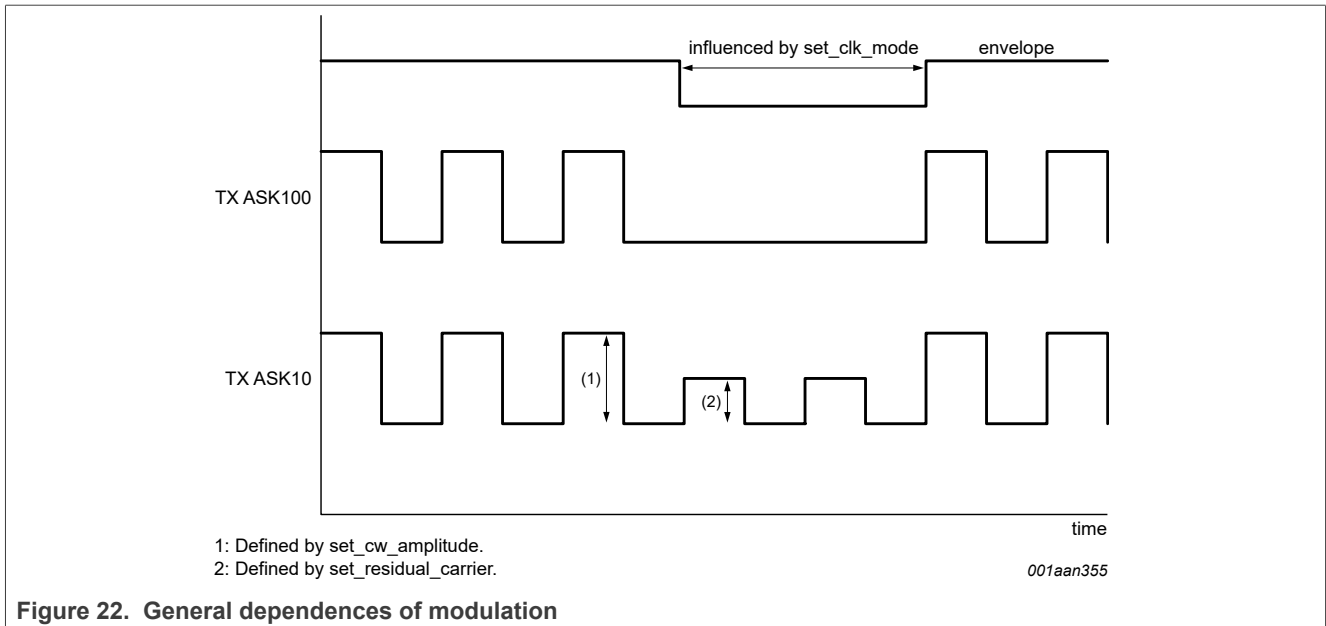 influenced by set_clk_mode
envelope
TX ASK100
TX ASK10
(1)
(2)
time
1: Defined by set_cw_amplitude.
2: Defined by set_residual_carrier.
001aan355
Figure 22. General dependences of modulation